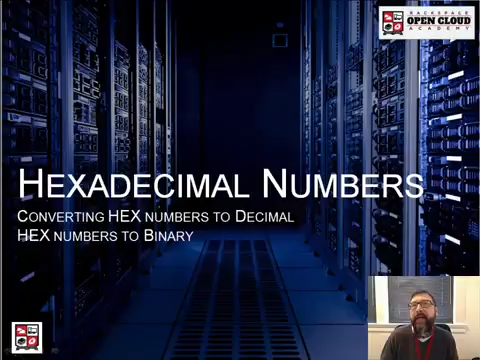 RACKSPACE
OPEN CLOUD
ACADEMY
HEXADECIMAL NUMBERS
CONVERTING HEX NUMBERS TO DECIMAL
HEX NUMBERS TO BINARY